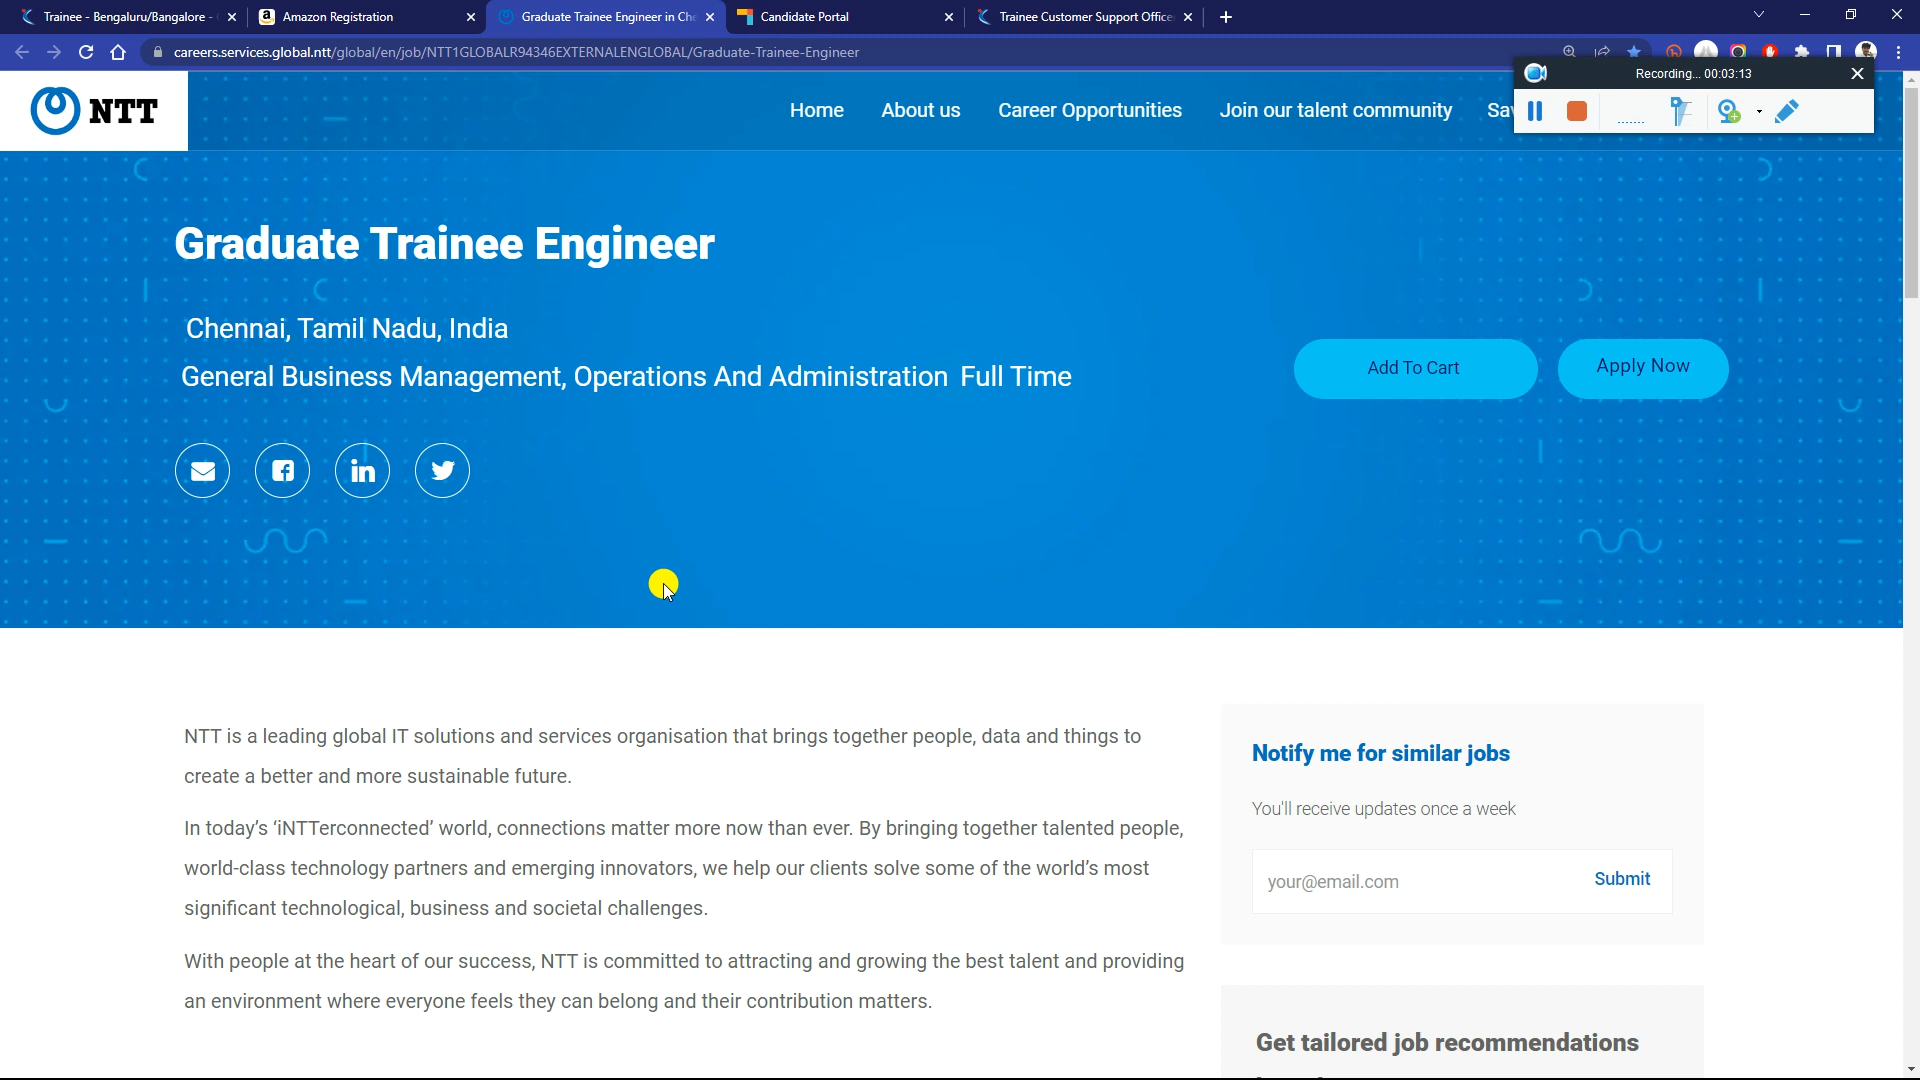 Trainee - Bengaluru/Bangalore -
Amazon Registration
Graduate Trainee Engineer in Che
Candidate Portal
Trainee Customer Support Office
careers.services.global.ntt/global/en/job/NTT1GLOBALR94346EXTERNALENGLOBAL/Graduate-Trainee-Engineer
Recording... 00:03:13
NTT
Home
About us
Career Opportunities
Join our talent community
Sav
Graduate Trainee Engineer
Chennai, Tamil Nadu, India
General Business Management, Operations And Administration Full Time
Add To Cart
Apply Now
NTT is a leading global IT solutions and services organisation that brings together people, data and things to
create a better and more sustainable future.
In today’s ‘iNTTerconnected’ world, connections matter more now than ever. By bringing together talented people,
world-class technology partners and emerging innovators, we help our clients solve some of the world’s most
significant technological, business and societal challenges.
With people at the heart of our success, NTT is committed to attracting and growing the best talent and providing
an environment where everyone feels they can belong and their contribution matters.
Notify me for similar jobs
You'll receive updates once a week
your@email.com
Submit
Get tailored job recommendations